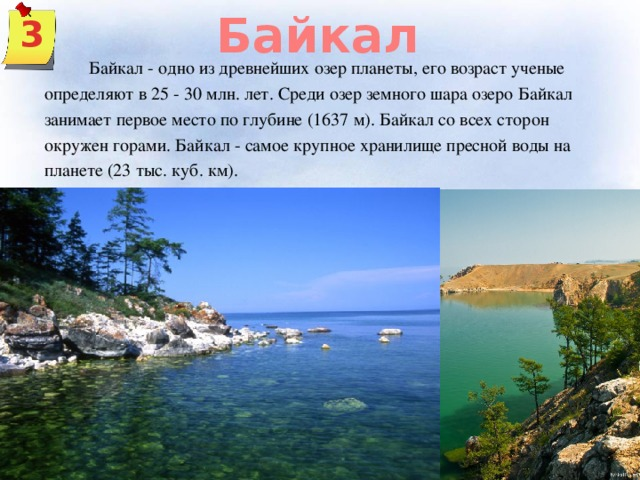 3
Байкал
Байкал - одно из древнейших озер планеты, его возраст ученые
определяют в 25 - 30 млн. лет. Среди озер земного шара озеро Байкал
занимает первое место по глубине (1637 м). Байкал со всех сторон
окружен горами. Байкал - самое крупное хранилище пресной воды на
планете (23 тыс. куб. км).